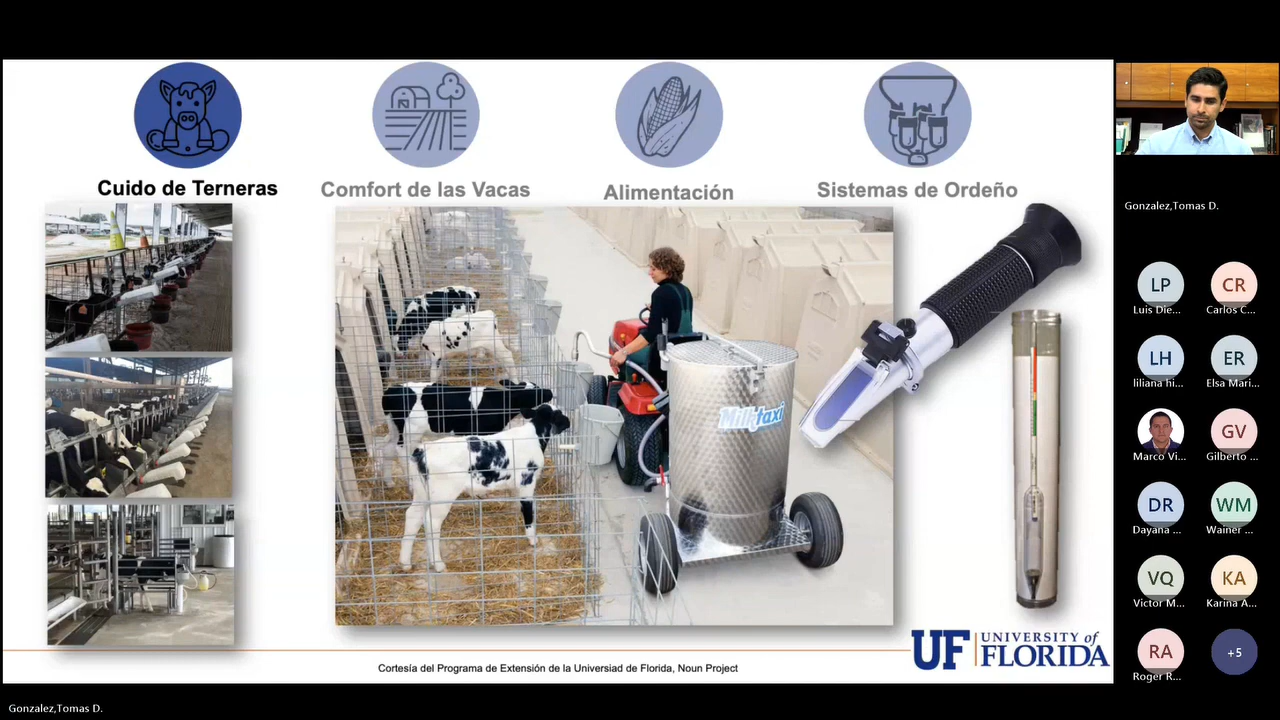 Cuido de Terneras
Comfort de las Vacas
Alimentación
Sistemas de Ordeño
Milktaxi
UF UNIVERSITY of
FLORIDA
Cortesía del Programa de Extensión de la Universiad de Florida, Noun Project
Gonzalez,Tomas D.
LP
CR
Luis Die...
Carlos C...
LH
ER
liliana hi...
Elsa Mari...
GV
Marco Vi...
Gilberto ...
DR
WM
Dayana ...
Wainer ...
VQ
KA
Victor M...
Karina A...
RA
+5
Roger R...
Gonzalez,Tomas D.